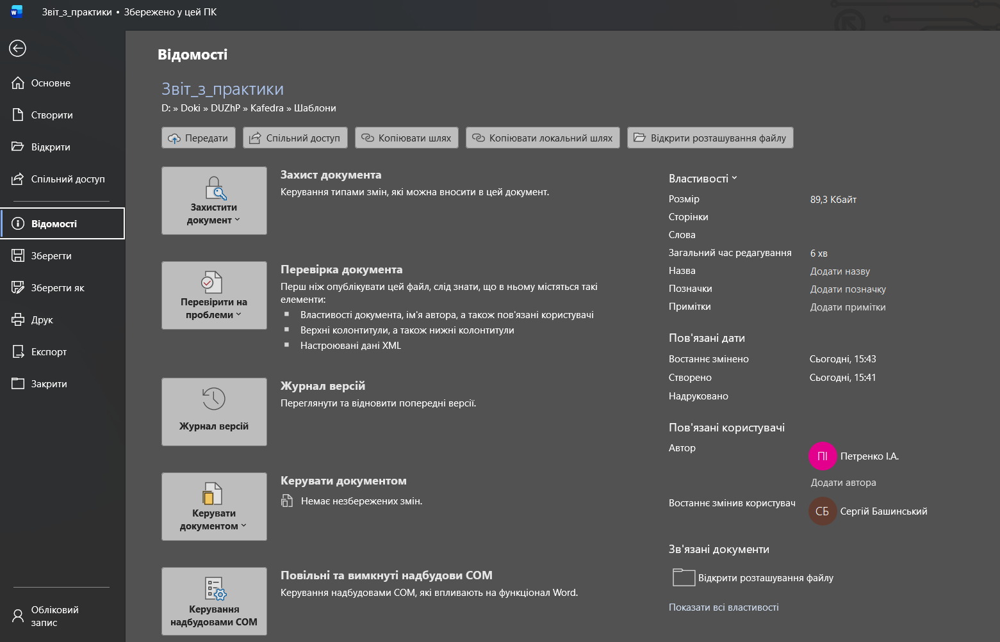 Звіт_з_практики • Збережено у цей ПК
Основне
Створити
Відкрити
Спільний доступ
Відомості
Зберегти
Зберегти як
Друк
Експорт
Закрити
Обліковий
запис
Відомості
Звіт_з_практики
D: » Doki » DUZhP » Kafedra » Шаблони
Передати
Спільний доступ
Копіювати шлях
Копіювати локальний шлях
Відкрити розташування файлу
Захистити
документ
Захист документа
Керування типами змін, які можна вносити в цей документ.
Перевірити на
проблеми
Перевірка документа
Перш ніж опублікувати цей файл, слід знати, що в ньому містяться такі
елементи:
Властивості документа, ім'я автора, а також пов'язані користувачі
Верхні колонтитули, а також нижні колонтитули
Настроювані дані XML
Журнал версій
Журнал версій
Переглянути та відновити попередні версії.
Керувати
документом
Керувати документом
Немає незбережених змін.
Керування
надбудовами COM
Повільні та вимкнуті надбудови COM
Керування надбудовами COM, які впливають на функціонал Word.
Властивості
Розмір 89,3 Кбайт
Сторінки
Слова
Загальний час редагування 6 хв
Назва Додати назву
Позначки Додати позначку
Примітки Додати примітки
Пов'язані дати
Востаннє змінено Сьогодні, 15:43
Створено Сьогодні, 15:41
Надруковано
Пов'язані користувачі
Автор
ПІ Петренко І.А.
Додати автора
Востаннє змінив користувач
СБ Сергій Башинський
Зв'язані документи
Відкрити розташування файлу
Показати всі властивості